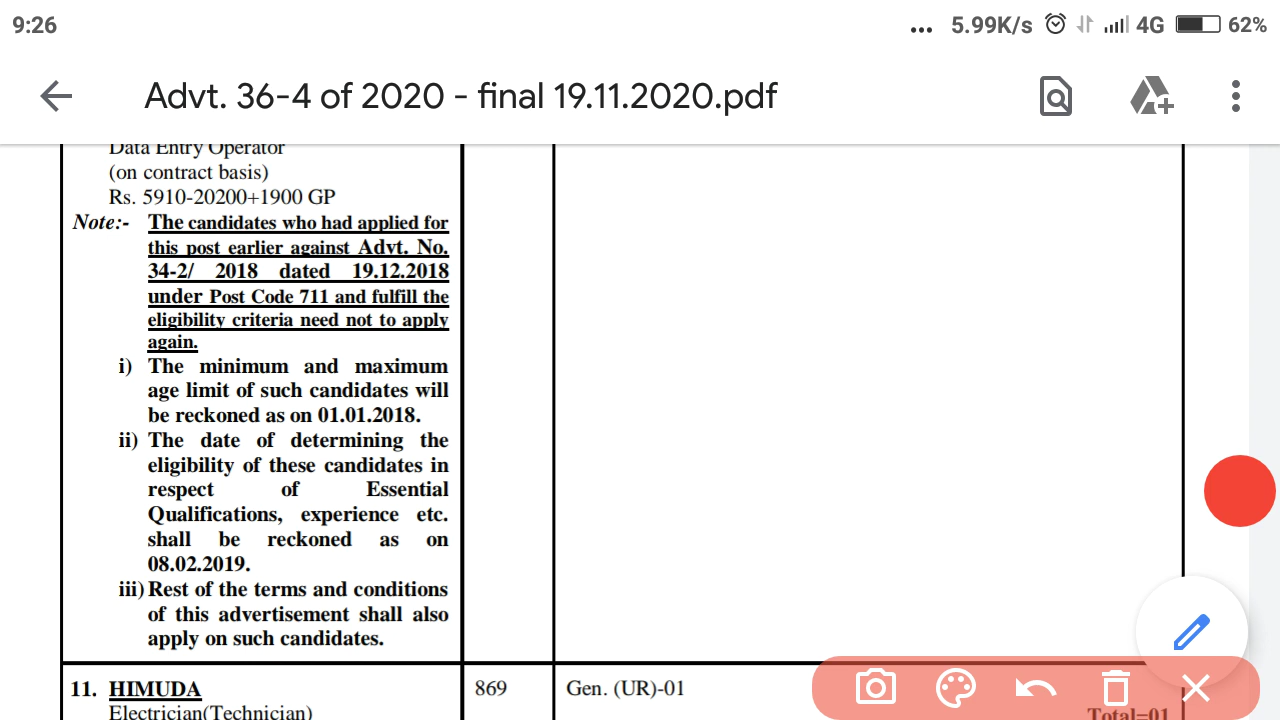 9:26
... 5.99K/s 4G 62%
Advt. 36-4 of 2020 - final 19.11.2020.pdf
Data Entry Operator
(on contract basis)
Rs. 5910-20200+1900 GP
Note:- The candidates who had applied for
this post earlier against Advt. No.
34-2/ 2018 dated 19.12.2018
under Post Code 711 and fulfill the
eligibility criteria need not to apply
again.
i) The minimum and maximum
age limit of such candidates will
be reckoned as on 01.01.2018.
ii) The date of determining the
eligibility of these candidates in
respect of Essential
Qualifications, experience etc.
shall be reckoned as on
08.02.2019.
iii) Rest of the terms and conditions
of this advertisement shall also
apply on such candidates.
11. HIMUDA 869 Gen. (UR)-01
Electrician(Technician)
Total=01